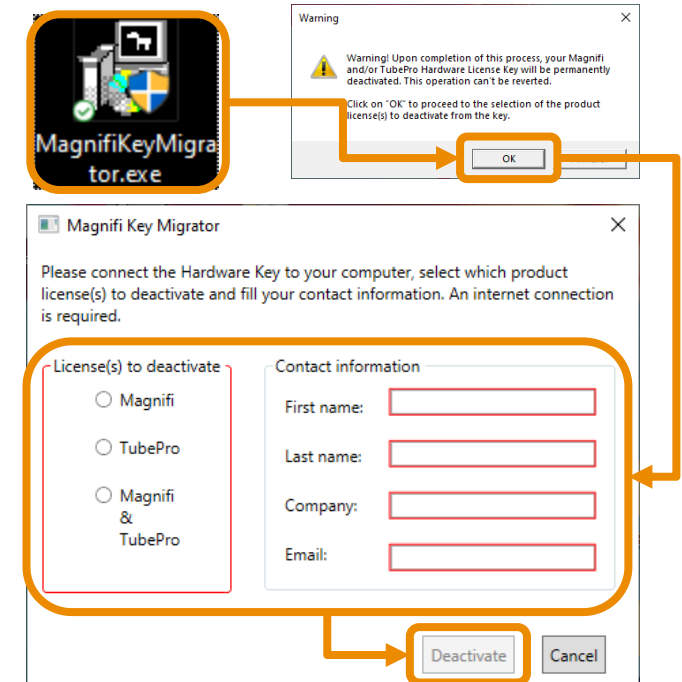 MagnifiKeyMigra
tor.exe
Warning
Warning! Upon completion of this process, your Magnifi
and/or TubePro Hardware License Key will be permanently
deactivated. This operation can't be reverted.
Click on "OK" to proceed to the selection of the product
license(s) to deactivate from the key.
OK
Magnifi Key Migrator
Please connect the Hardware Key to your computer, select which product
license(s) to deactivate and fill your contact information. An internet connection
is required.
License(s) to deactivate
Magnifi
TubePro
Magnifi
&
TubePro
Contact information
First name:
Last name:
Company:
Email:
Deactivate
Cancel